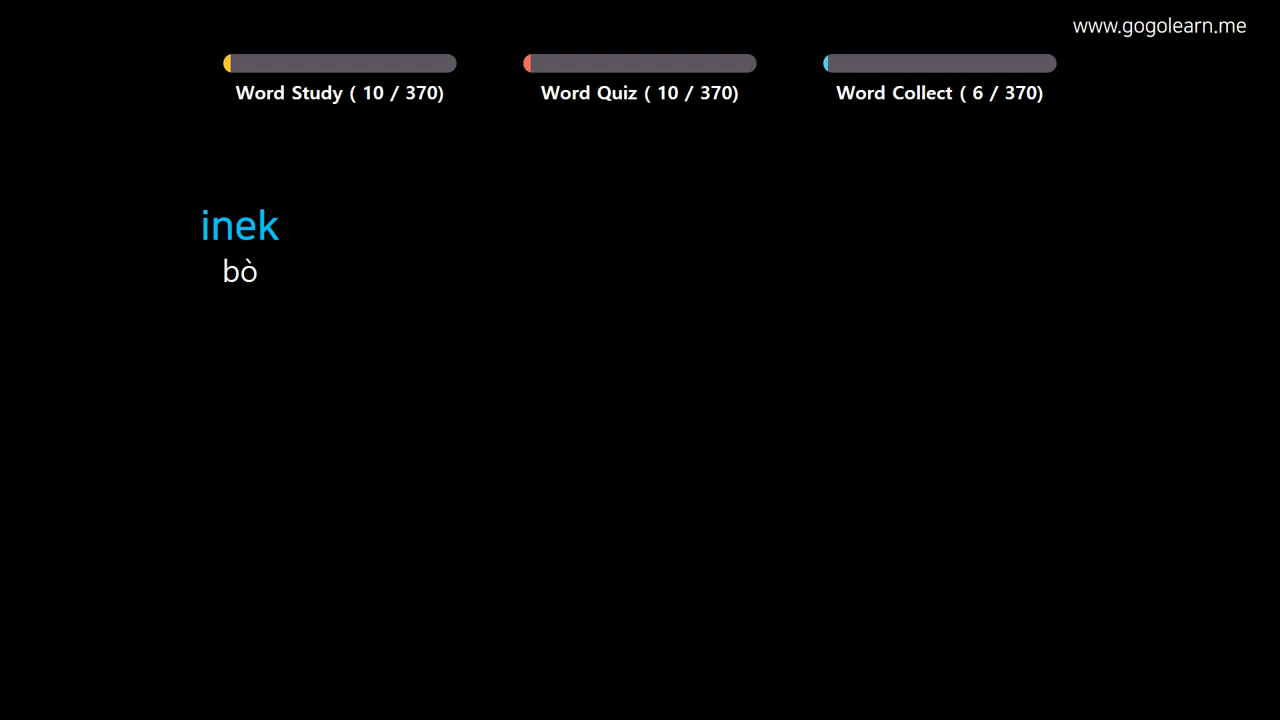 www.gogolearn.me
Word Study ( 10 / 370)
Word Quiz ( 10 / 370)
Word Collect ( 6 / 370)
inek
bò